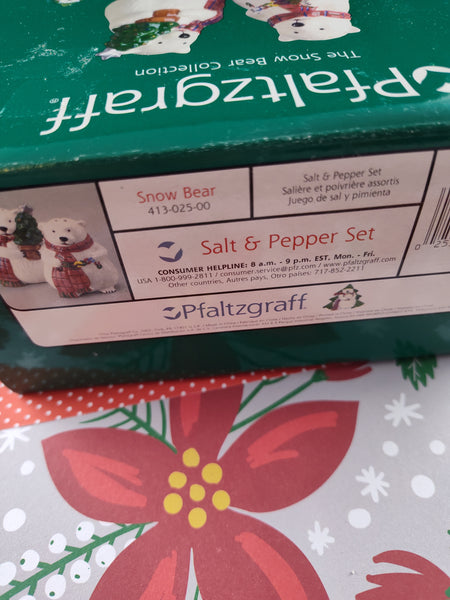 The Snow Bear Collection
Pfaltzgraff®
Snow Bear
413-025-00
Salt & Pepper Set
Salière et poivrière assortis
Juego de sal y pimienta
Salt & Pepper Set
CONSUMER HELPLINE: 8 a.m. - 9 p.m. EST, Mon. - Fri.
USA 1-800-999-2811 / consumer.service@pfz.com / www.pfaltzgraff.com
Other countries, Autres pays, Otro paises: 717-852-2211
Pfaltzgraff